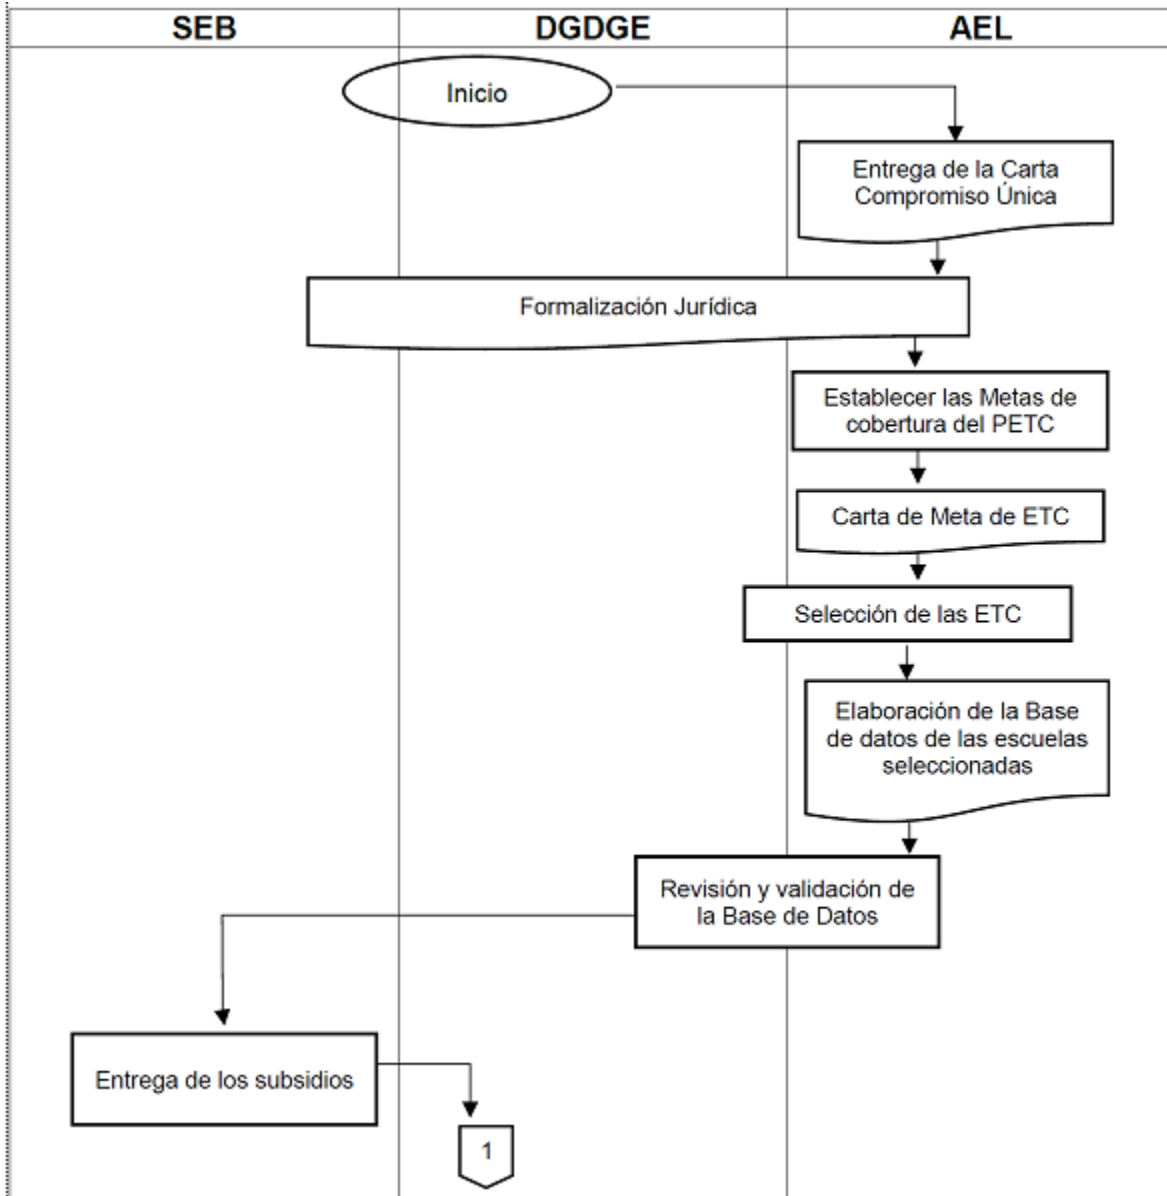 SEB
DGDGE
AEL
Inicio
Entrega de la Carta
Compromiso Única
Formalización Jurídica
Establecer las Metas de
cobertura del PETC
Carta de Meta de ETC
Selección de las ETC
Elaboración de la Base
de datos de las escuelas
seleccionadas
Revisión y validación de
la Base de Datos
Entrega de los subsidios
1